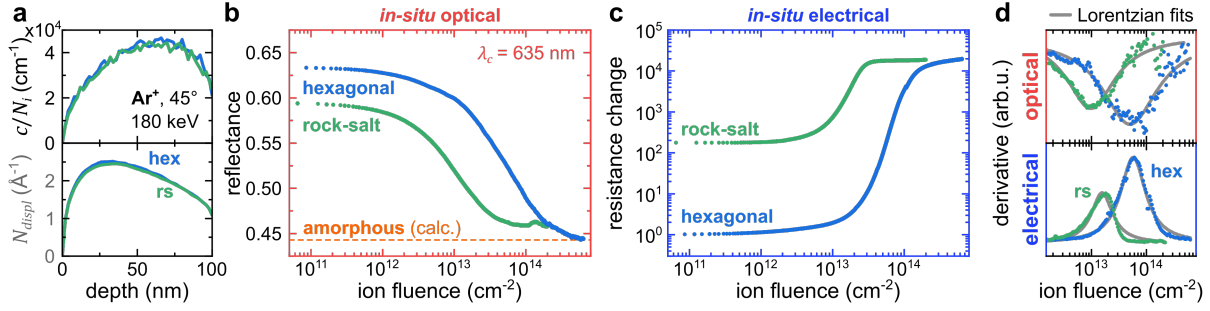 a
×10⁴
c/Nᵢ (cm⁻¹)
4
2
0
Ar⁺, 45°
180 keV
N_displ (Å⁻¹)
3
2
1
0
hex
rs
0 50 100
depth (nm)
b
in-situ optical
λ_c = 635 nm
reflectance
0.65
0.60
0.55
0.50
0.45
hexagonal
rock-salt
amorphous (calc.)
10¹¹ 10¹² 10¹³ 10¹⁴
ion fluence (cm⁻²)
c
in-situ electrical
resistance change
10⁵
10⁴
10³
10²
10¹
10⁰
rock-salt
hexagonal
10¹¹ 10¹² 10¹³ 10¹⁴
ion fluence (cm⁻²)
d
Lorentzian fits
optical
electrical
derivative (arb.u.)
rs
hex
10¹³ 10¹⁴
ion fluence (cm⁻²)